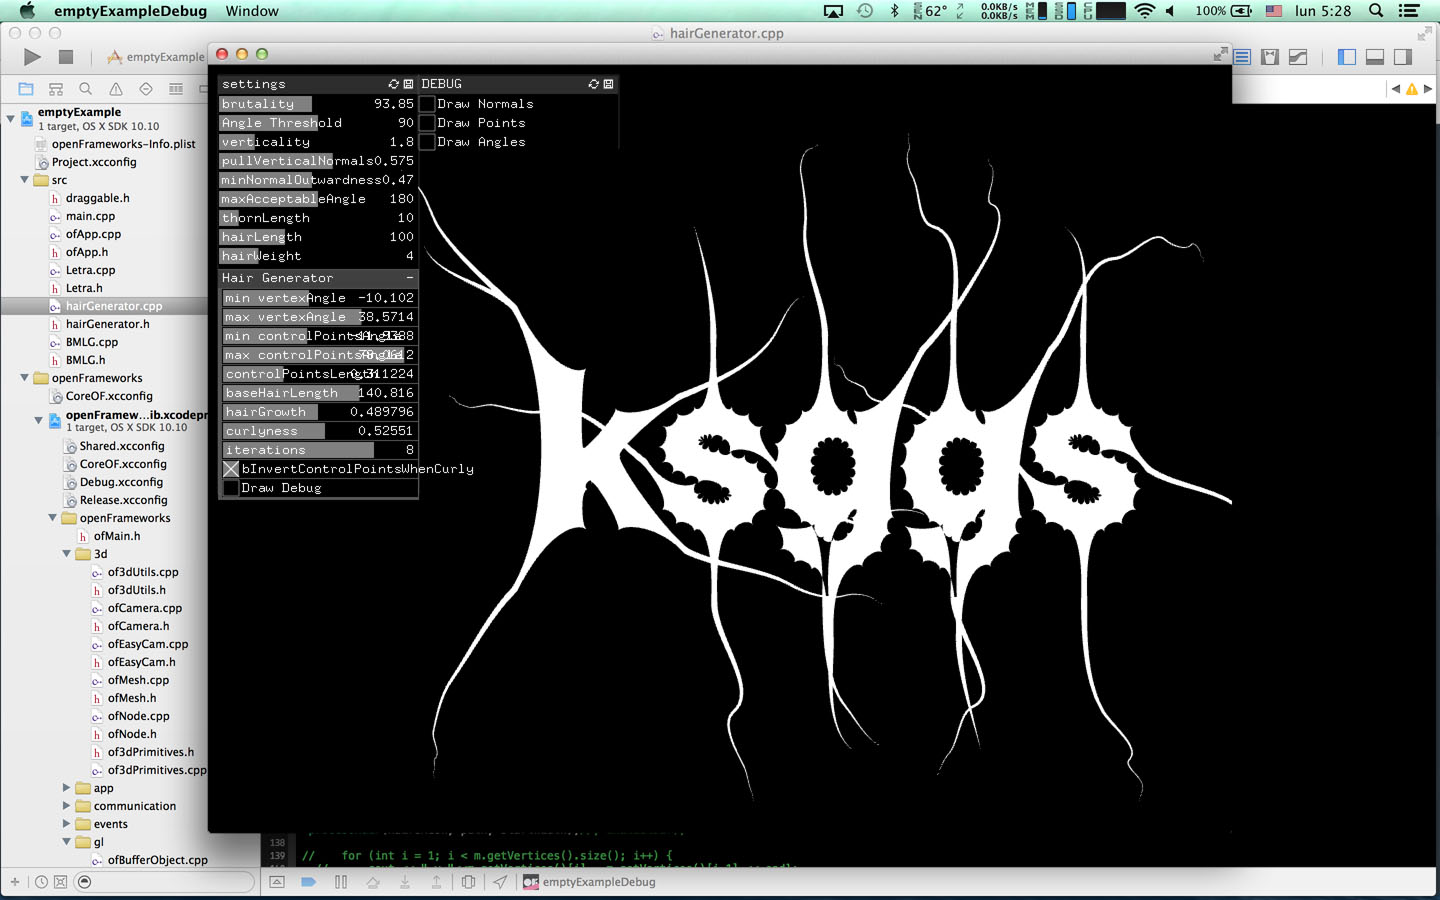 emptyExampleDebug Window
SEN 62° 0.0KB/s 0.0KB/s MEM SSD CPU 100% lun 5:28
hairGenerator.cpp
emptyExample
settings
brutality 93.85
Angle Threshold 90
verticality 1.8
pullVerticalNormals 0.575
minNormalOutwardness 0.47
maxAcceptableAngle 180
thornLength 10
hairLength 100
hairWeight 4
Hair Generator -
min vertexAngle -10.102
max vertexAngle 38.5714
min controlPointsAngle
max controlPointsAngle
controlPointsLength 0.311224
baseHairLength 140.816
hairGrowth 0.489796
curlyness 0.52551
iterations 8
bInvertControlPointsWhenCurly
Draw Debug
DEBUG
Draw Normals
Draw Points
Draw Angles
ksggs
emptyExample
1 target, OS X SDK 10.10
openFrameworks-Info.plist
Project.xcconfig
src
draggable.h
main.cpp
ofApp.cpp
ofApp.h
Letra.cpp
Letra.h
hairGenerator.cpp
hairGenerator.h
BMLG.cpp
BMLG.h
openFrameworks
CoreOF.xcconfig
openFramew...ib.xcodepr
1 target, OS X SDK 10.10
Shared.xcconfig
CoreOF.xcconfig
Debug.xcconfig
Release.xcconfig
openFrameworks
ofMain.h
3d
of3dUtils.cpp
of3dUtils.h
ofCamera.cpp
ofCamera.h
ofEasyCam.cpp
ofEasyCam.h
ofMesh.cpp
ofMesh.h
ofNode.cpp
ofNode.h
of3dPrimitives.h
of3dPrimitives.cpp
app
communication
events
gl
ofBufferObject.cpp
138
139 // for (int i = 1; i < m.getVertices().size(); i++) {
emptyExampleDebug